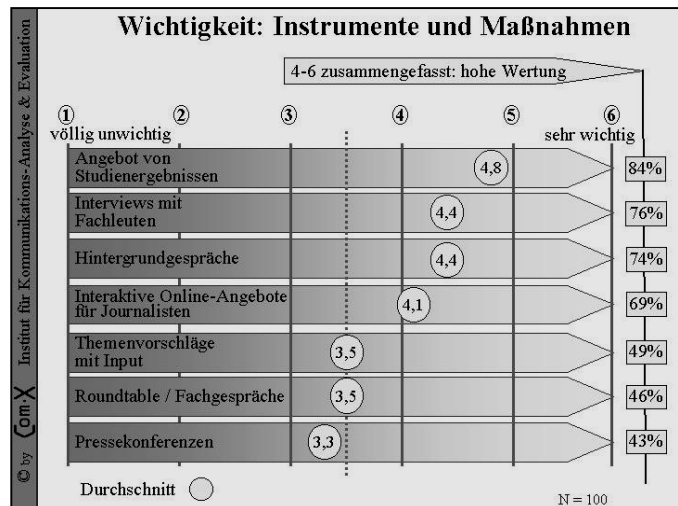 Wichtigkeit: Instrumente und Maßnahmen
4-6 zusammengefasst: hohe Wertung
1 2 3 4 5 6
völlig unwichtig sehr wichtig
Angebot von
Studienergebnissen
4,8 84%
Interviews mit
Fachleuten
4,4 76%
Hintergrundgespräche 4,4 74%
Interaktive Online-Angebote
für Journalisten
4,1 69%
Themenvorschläge
mit Input
3,5 49%
Roundtable / Fachgespräche 3,5 46%
Pressekonferenzen 3,3 43%
Durchschnitt
N = 100
© by Com·X Institut für Kommunikations-Analyse & Evaluation